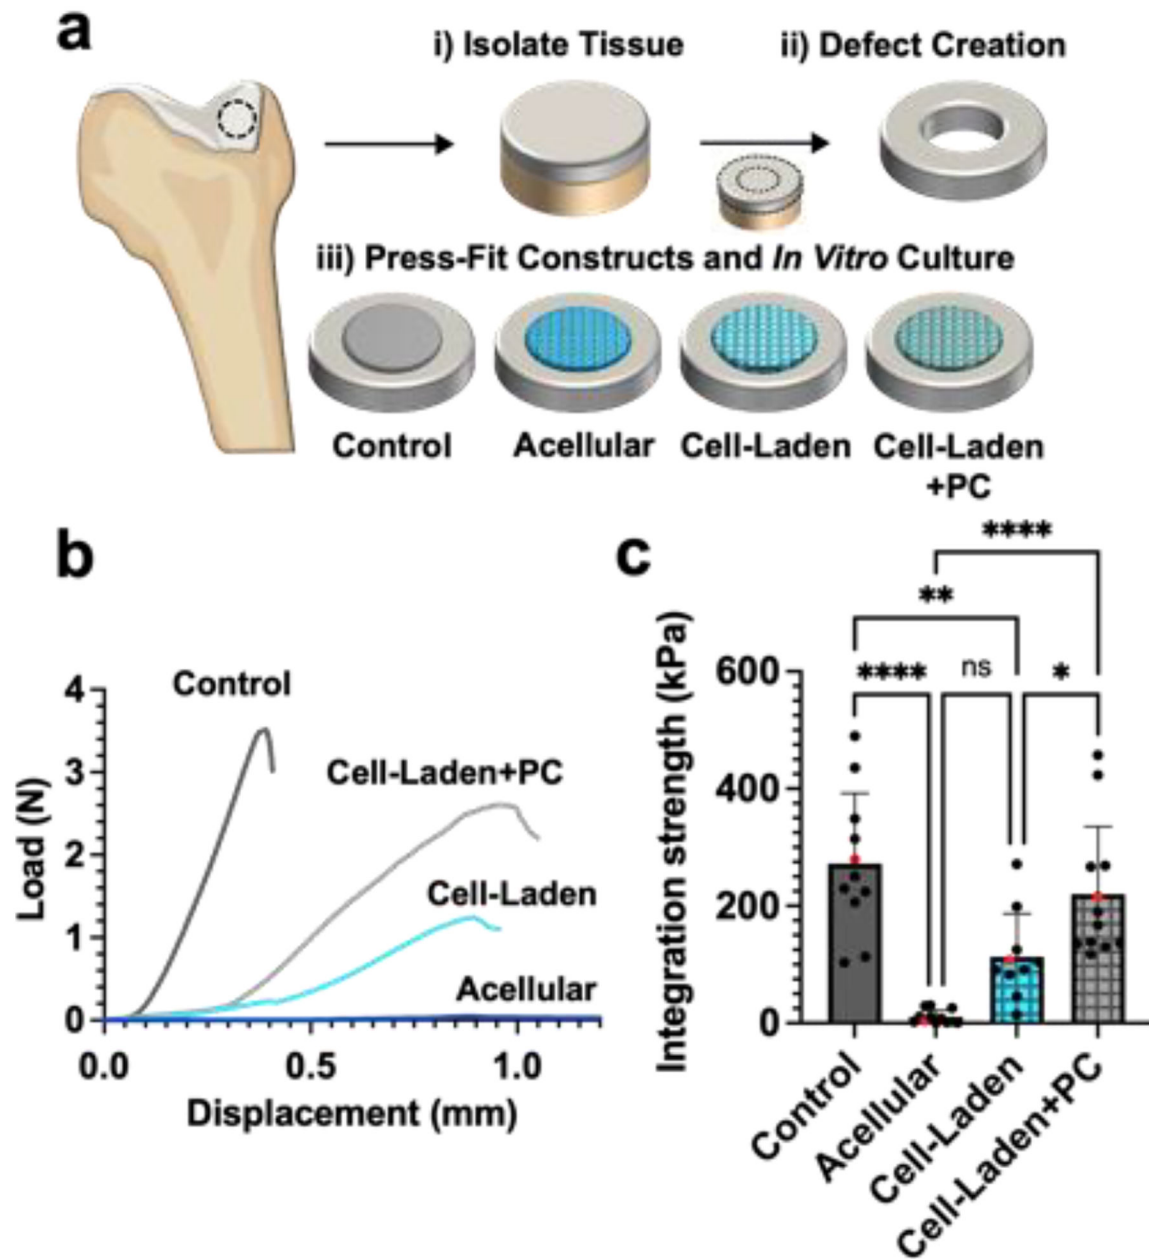 a
i) Isolate Tissue
ii) Defect Creation
iii) Press-Fit Constructs and In Vitro Culture
Control
Acellular
Cell-Laden
Cell-Laden
+PC
b
Load (N)
4
3
2
1
0
0.0
0.5
1.0
Displacement (mm)
Control
Cell-Laden+PC
Cell-Laden
Acellular
c
Integration strength (kPa)
600
400
200
0
****
**
****
ns
*
Control
Acellular
Cell-Laden
Cell-Laden+PC